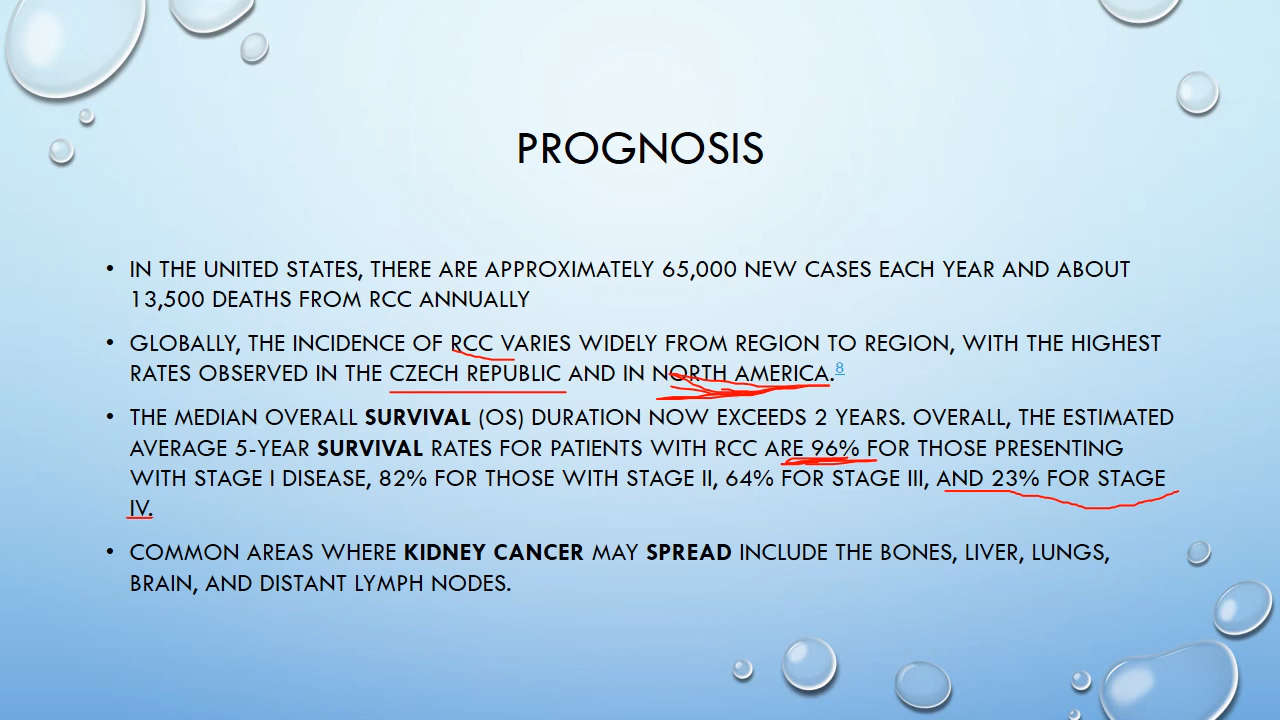 PROGNOSIS
• IN THE UNITED STATES, THERE ARE APPROXIMATELY 65,000 NEW CASES EACH YEAR AND ABOUT
13,500 DEATHS FROM RCC ANNUALLY
• GLOBALLY, THE INCIDENCE OF RCC VARIES WIDELY FROM REGION TO REGION, WITH THE HIGHEST
RATES OBSERVED IN THE CZECH REPUBLIC AND IN NORTH AMERICA.8
• THE MEDIAN OVERALL SURVIVAL (OS) DURATION NOW EXCEEDS 2 YEARS. OVERALL, THE ESTIMATED
AVERAGE 5-YEAR SURVIVAL RATES FOR PATIENTS WITH RCC ARE 96% FOR THOSE PRESENTING
WITH STAGE I DISEASE, 82% FOR THOSE WITH STAGE II, 64% FOR STAGE III, AND 23% FOR STAGE
IV.
• COMMON AREAS WHERE KIDNEY CANCER MAY SPREAD INCLUDE THE BONES, LIVER, LUNGS,
BRAIN, AND DISTANT LYMPH NODES.